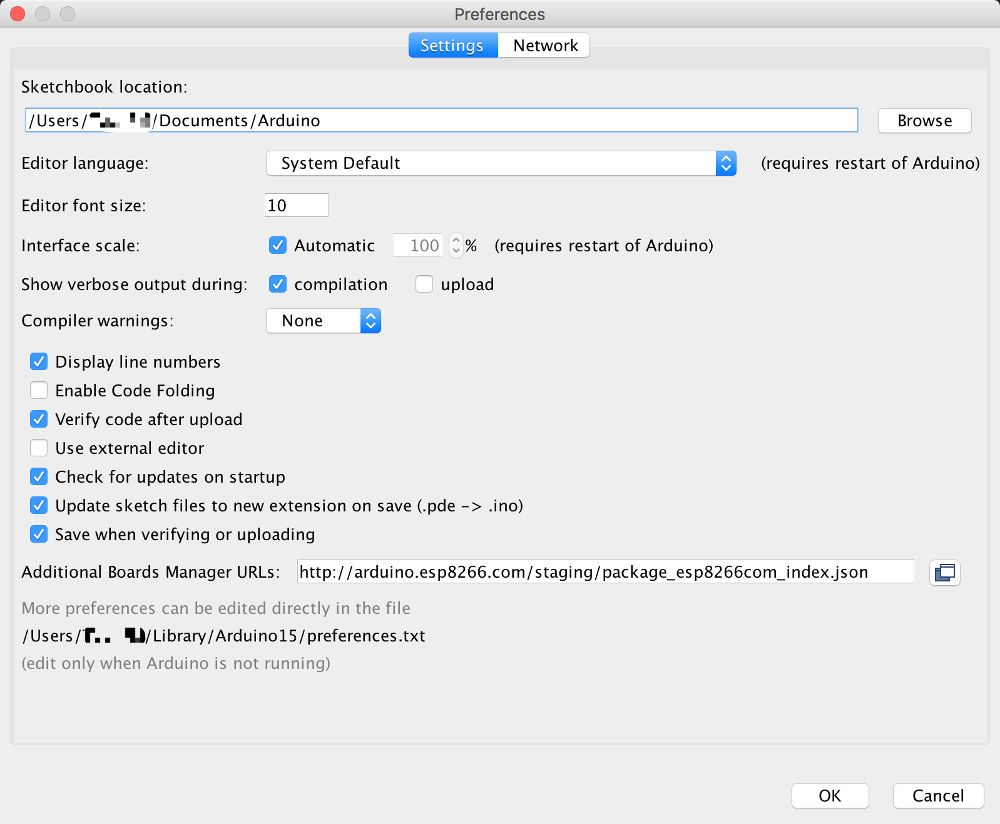 Preferences
Settings Network
Sketchbook location:
/Users/ /Documents/Arduino Browse
Editor language: System Default (requires restart of Arduino)
Editor font size: 10
Interface scale: Automatic 100 % (requires restart of Arduino)
Show verbose output during: compilation upload
Compiler warnings: None
Display line numbers
Enable Code Folding
Verify code after upload
Use external editor
Check for updates on startup
Update sketch files to new extension on save (.pde -> .ino)
Save when verifying or uploading
Additional Boards Manager URLs: http://arduino.esp8266.com/staging/package_esp8266com_index.json
More preferences can be edited directly in the file
/Users/ /Library/Arduino15/preferences.txt
(edit only when Arduino is not running)
OK Cancel